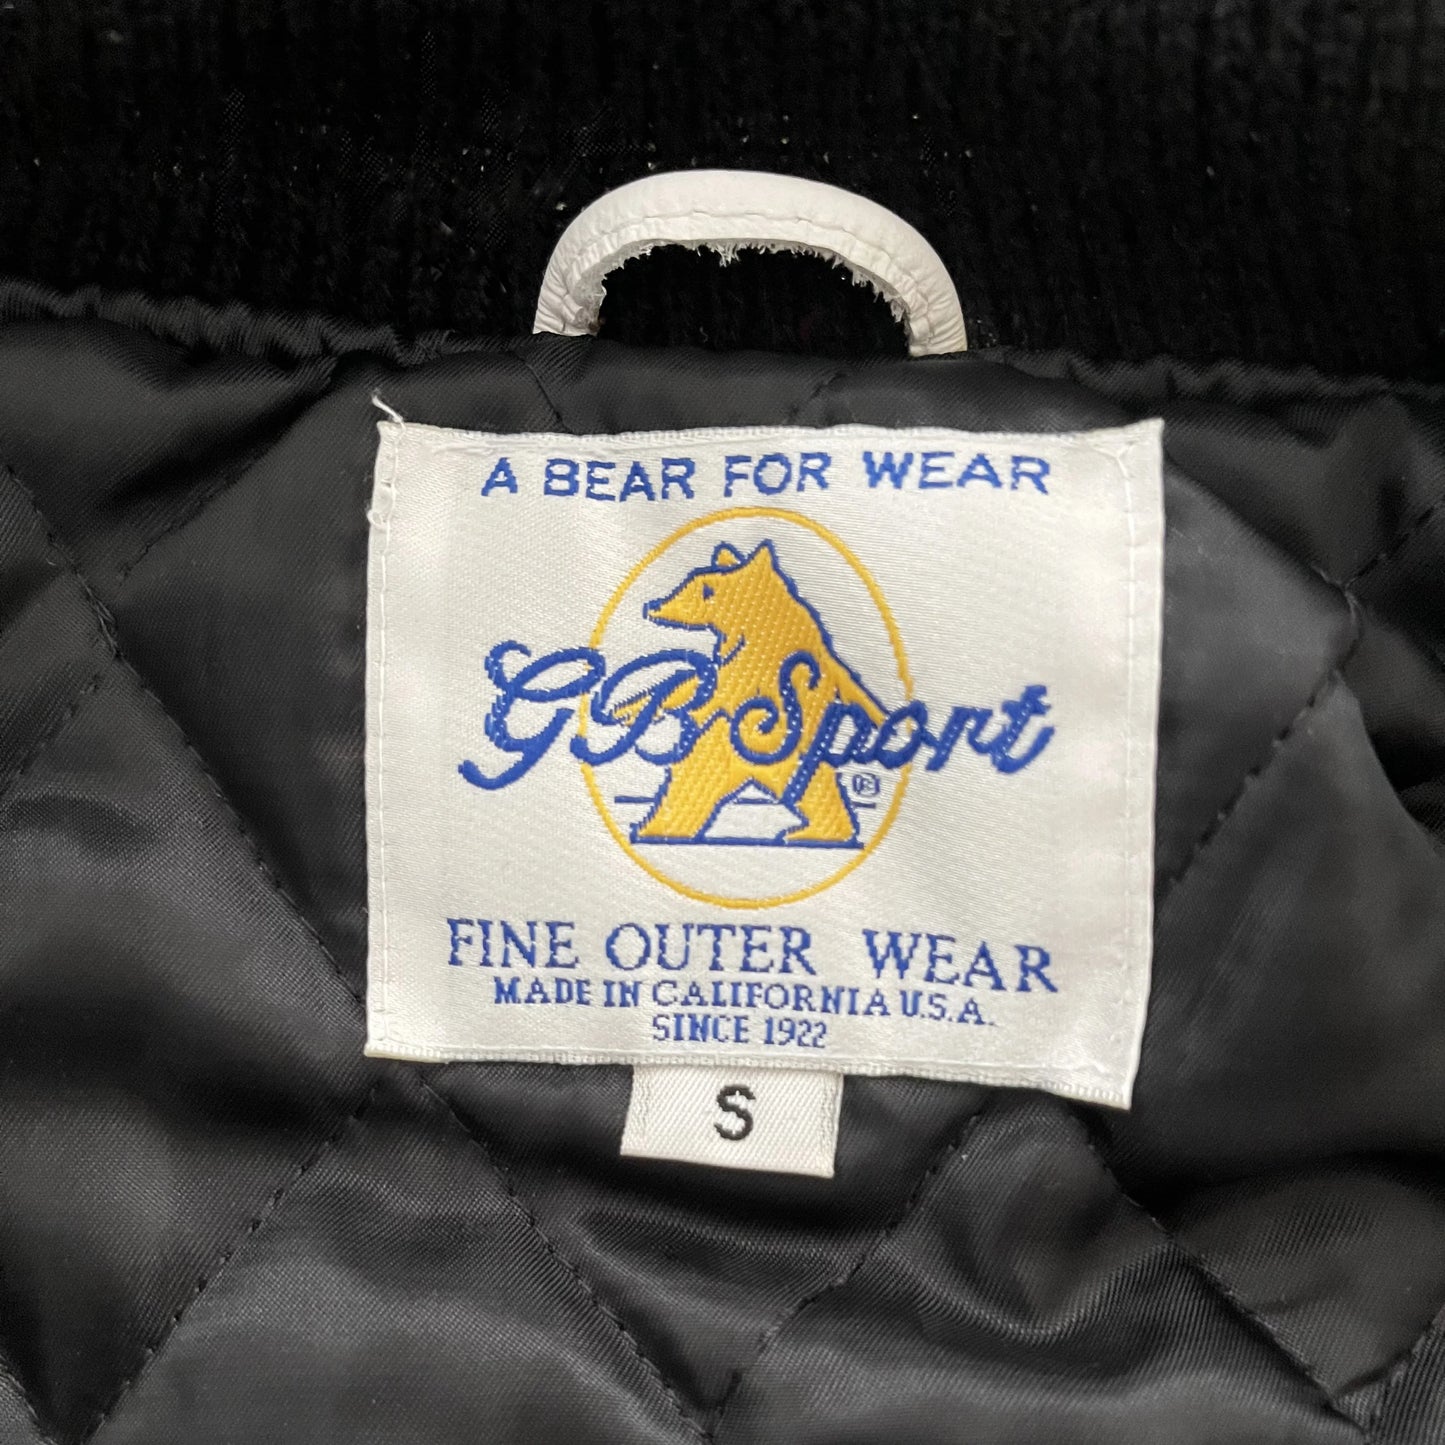 A BEAR FOR WEAR
GB Sport
®
FINE OUTER WEAR
MADE IN CALIFORNIA U.S.A.
SINCE 1922
S